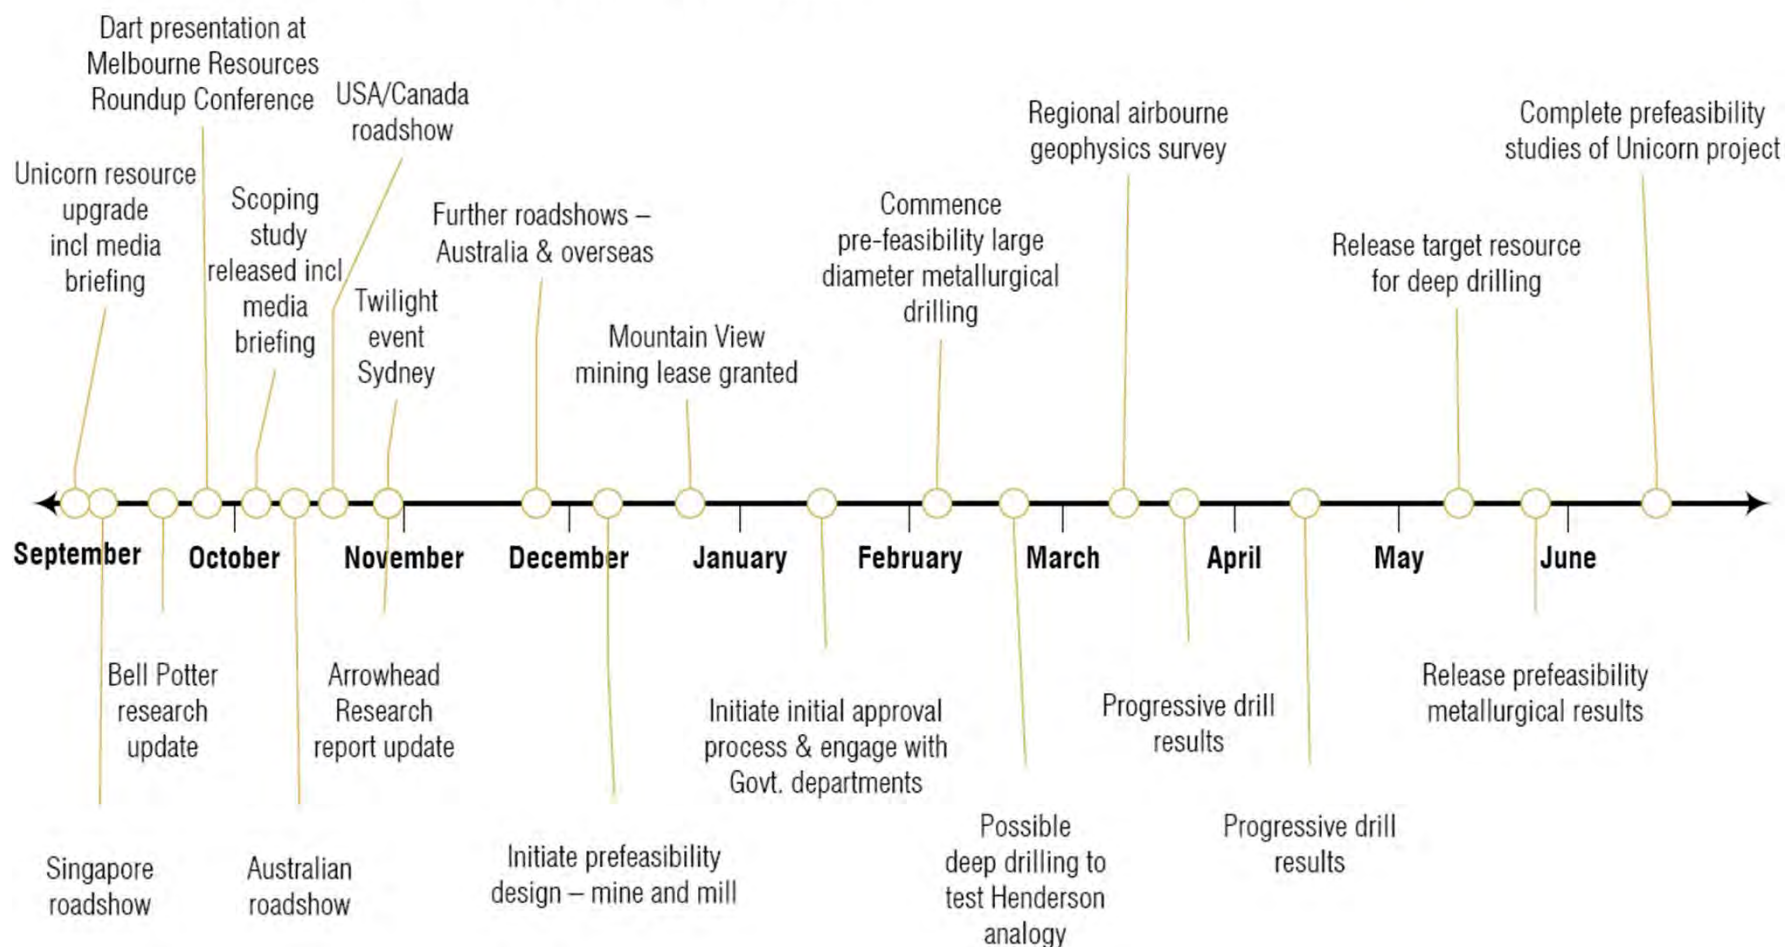 Dart presentation at
Melbourne Resources
Roundup Conference
USA/Canada
roadshow
Regional airbourne
geophysics survey
Complete prefeasibility
studies of Unicorn project
Unicorn resource
upgrade
incl media
briefing
Scoping
study
released incl
media
briefing
Further roadshows –
Australia & overseas
Commence
pre-feasibility large
diameter metallurgical
drilling
Release target resource
for deep drilling
Twilight
event
Sydney
Mountain View
mining lease granted
September
October
November
December
January
February
March
April
May
June
Bell Potter
research
update
Arrowhead
Research
report update
Initiate initial approval
process & engage with
Govt. departments
Progressive drill
results
Release prefeasibility
metallurgical results
Singapore
roadshow
Australian
roadshow
Initiate prefeasibility
design – mine and mill
Possible
deep drilling to
test Henderson
analogy
Progressive drill
results